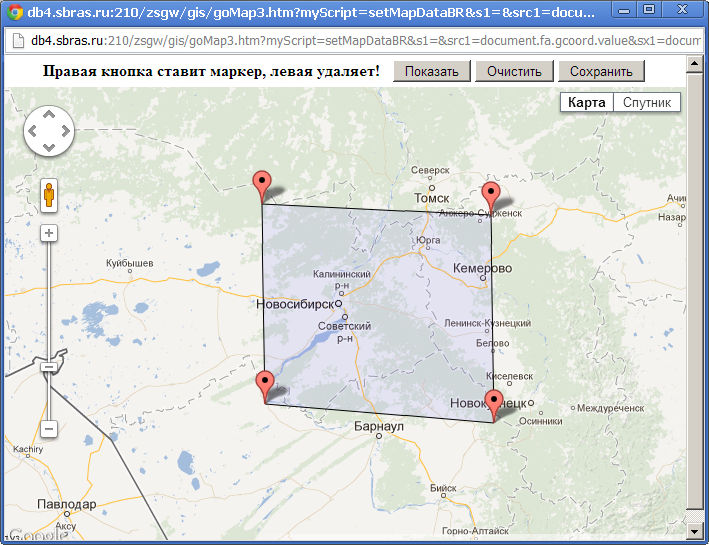 db4.sbras.ru:210/zsgw/gis/goMap3.htm?myScript=setMapDataBR&s1=&src1=docu...
db4.sbras.ru:210/zsgw/gis/goMap3.htm?myScript=setMapDataBR&s1=&src1=document.fa.gcoord.value&sx1=docum
Правая кнопка ставит маркер, левая удаляет! Показать Очистить Сохранить
Карта Спутник
Северск
Томск
Ачи
Анжеро-Судженск
Назар
Юрга
Куйбышев
Кемерово
Калининский
р-н
Новосибирск
Советский
р-н
Ленинск-Кузнецкий
Белово
Киселевск
Новокузнецк
Междуреченск
Осинники
Барнаул
Kachiry
Бийск
Павлодар
Аксу
Горно-Алтайск
Google